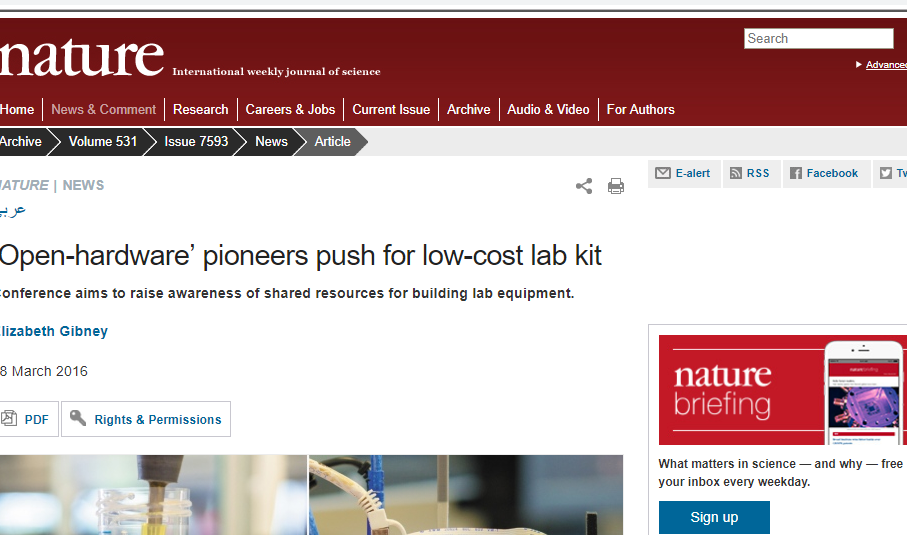 nature International weekly journal of science
Search
Advanced
Home News & Comment Research Careers & Jobs Current Issue Archive Audio & Video For Authors
Archive Volume 531 Issue 7593 News Article
E-alert RSS Facebook
NATURE | NEWS
عربي
Open-hardware’ pioneers push for low-cost lab kit
Conference aims to raise awareness of shared resources for building lab equipment.
Elizabeth Gibney
8 March 2016
PDF Rights & Permissions
nature
briefing
What matters in science — and why — free
your inbox every weekday.
Sign up